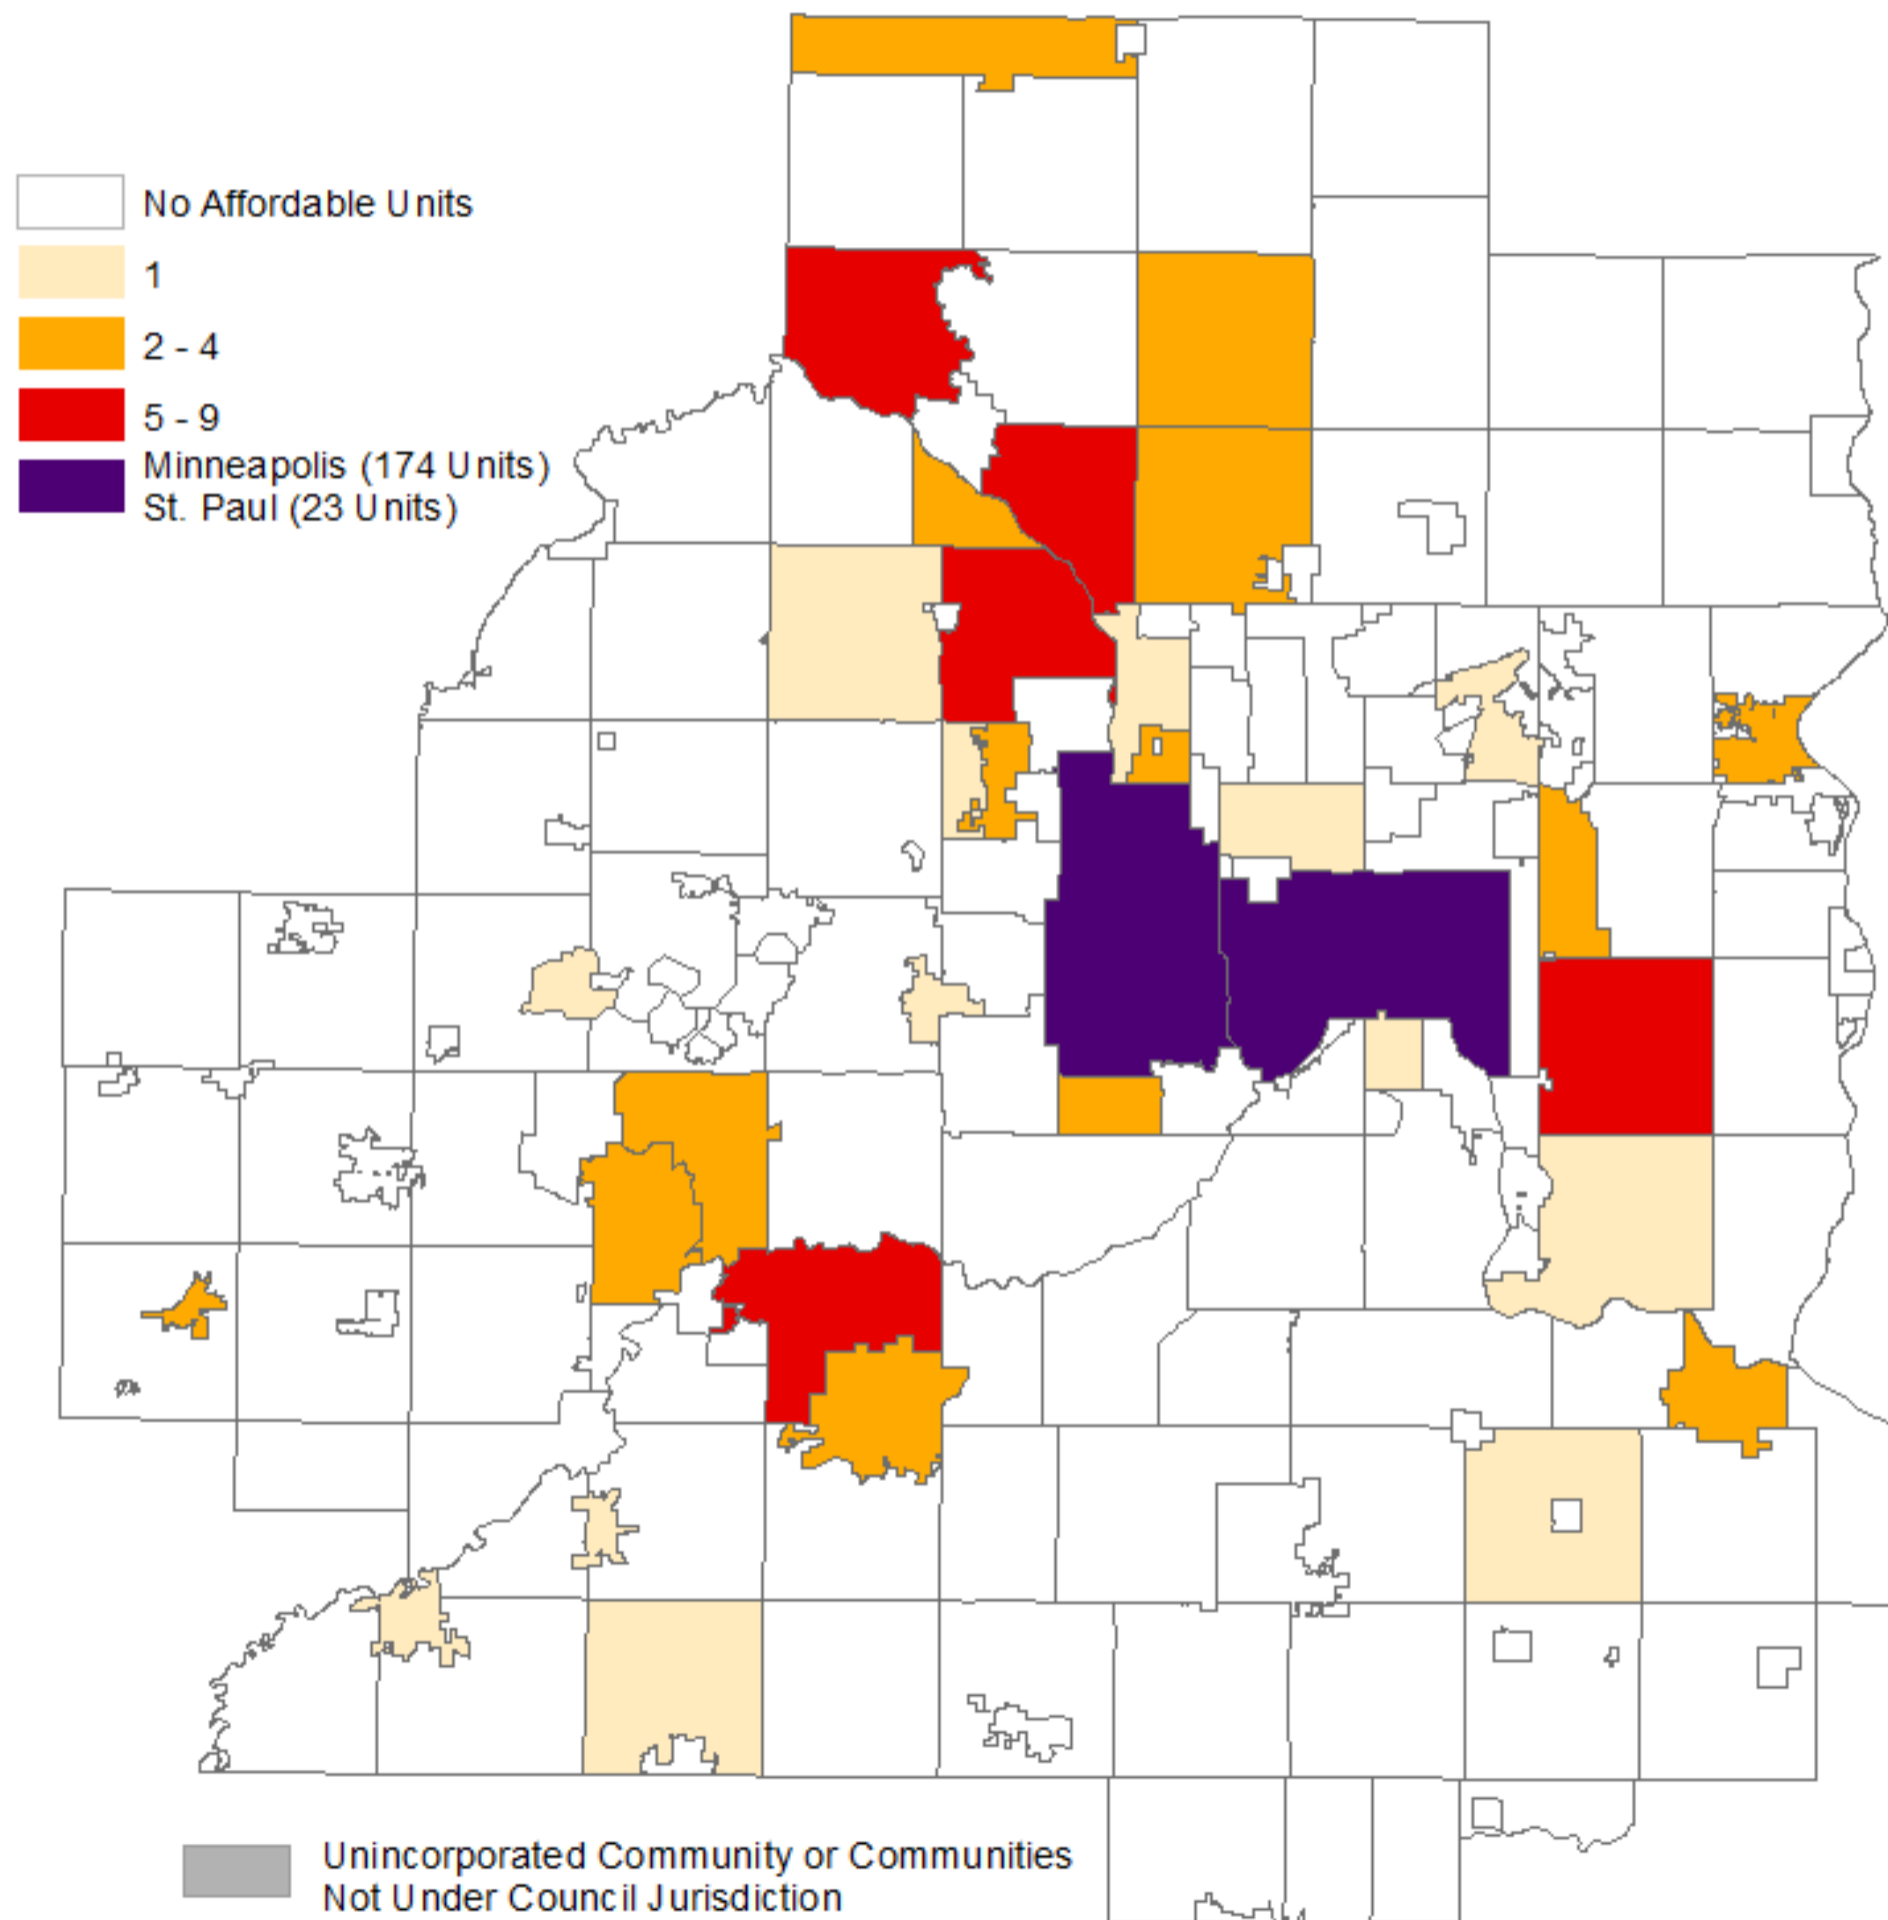 No Affordable Units
1
2 - 4
5 - 9
Minneapolis (174 Units)
St. Paul (23 Units)
Unincorporated Community or Communities
Not Under Council Jurisdiction